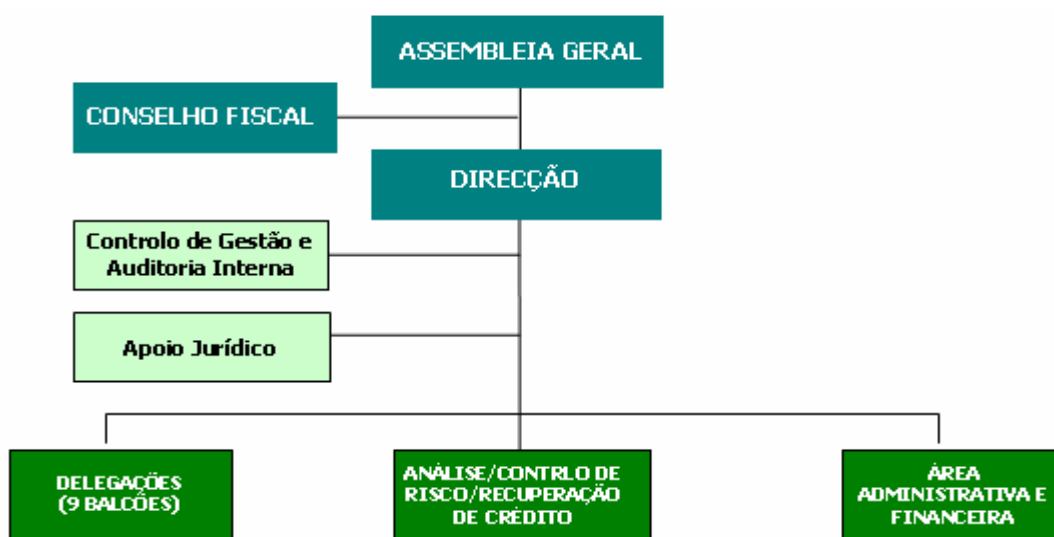 ASSEMBLEIA GERAL
CONSELHO FISCAL
DIRECÇÃO
Controlo de Gestão e
Auditoria Interna
Apoio Jurídico
DELEGAÇÕES
(9 BALCÕES)
ANÁLISE/CONTRLO DE
RISCO/RECUPERAÇÃO
DE CRÉDITO
ÁREA
ADMINISTRATIVA E
FINANCEIRA